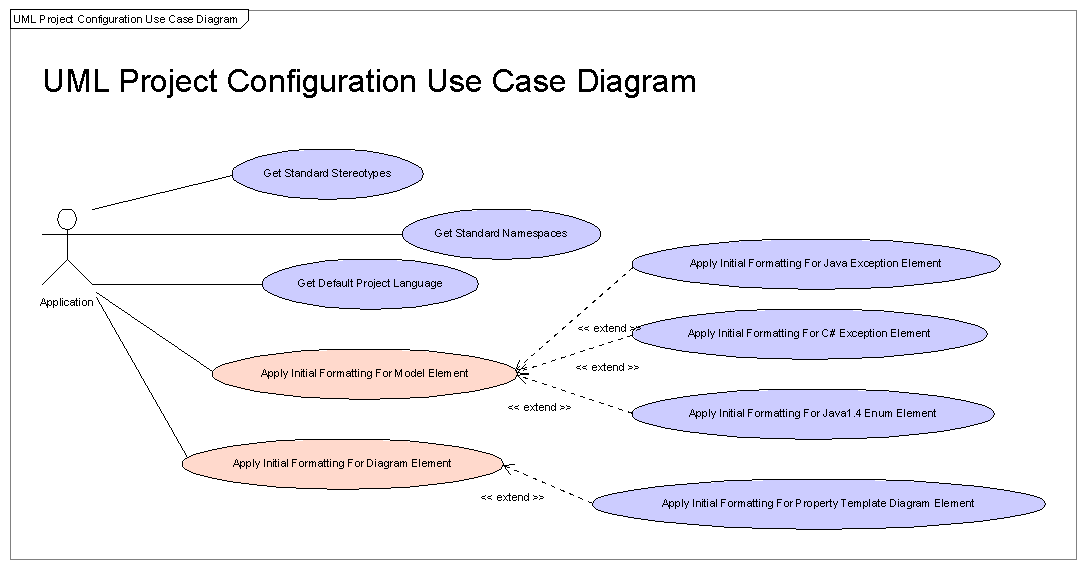 UML Project Configuration Use Case Diagram
UML Project Configuration Use Case Diagram
Get Standard Stereotypes
Get Standard Namespaces
Apply Initial Formatting For Java Exception Element
Get Default Project Language
Application
<< extend >>
Apply Initial Formatting For C# Exception Element
<< extend >>
Apply Initial Formatting For Model Element
<< extend >>
Apply Initial Formatting For Java1.4 Enum Element
Apply Initial Formatting For Diagram Element
<< extend >>
Apply Initial Formatting For Property Template Diagram Element